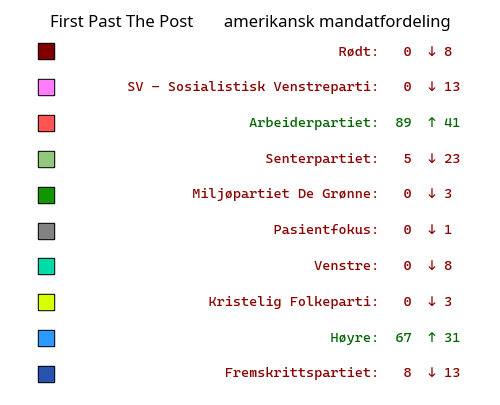 First Past The Post amerikansk mandatfordeling
Rødt: 0 ↓ 8
SV – Sosialistisk Venstreparti: 0 ↓ 13
Arbeiderpartiet: 89 ↑ 41
Senterpartiet: 5 ↓ 23
Miljøpartiet De Grønne: 0 ↓ 3
Pasientfokus: 0 ↓ 1
Venstre: 0 ↓ 8
Kristelig Folkeparti: 0 ↓ 3
Høyre: 67 ↑ 31
Fremskrittspartiet: 8 ↓ 13